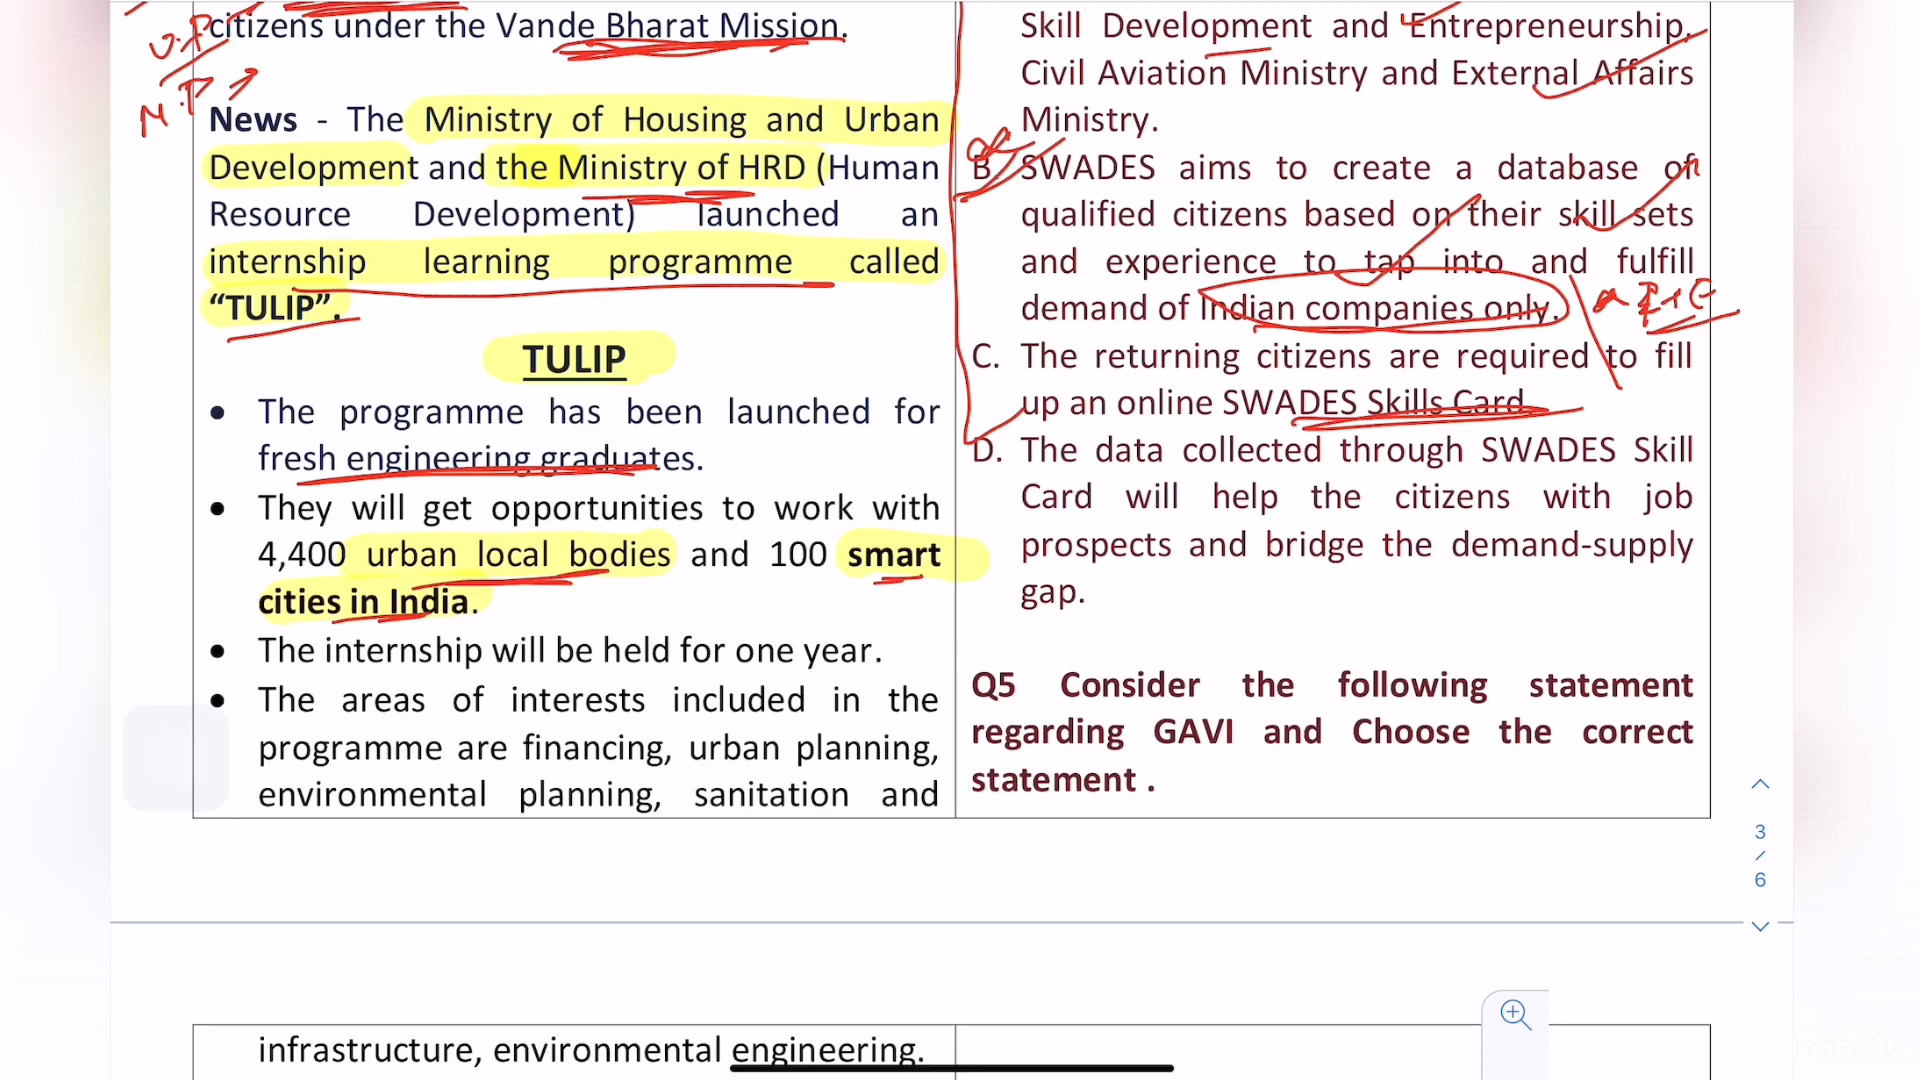 citizens under the Vande Bharat Mission.
U.P
M.P
News - The Ministry of Housing and Urban
Development and the Ministry of HRD (Human
Resource Development) launched an
internship learning programme called
“TULIP”.
TULIP
• The programme has been launched for
fresh engineering graduates.
• They will get opportunities to work with
4,400 urban local bodies and 100 smart
cities in India.
• The internship will be held for one year.
• The areas of interests included in the
programme are financing, urban planning,
environmental planning, sanitation and
Skill Development and Entrepreneurship,
Civil Aviation Ministry and External Affairs
Ministry.
B. SWADES aims to create a database of
qualified citizens based on their skill sets
and experience to tap into and fulfill
demand of Indian companies only.
C. The returning citizens are required to fill
up an online SWADES Skills Card.
D. The data collected through SWADES Skill
Card will help the citizens with job
prospects and bridge the demand-supply
gap.
Q5 Consider the following statement
regarding GAVI and Choose the correct
statement .
3
/
6
infrastructure, environmental engineering.